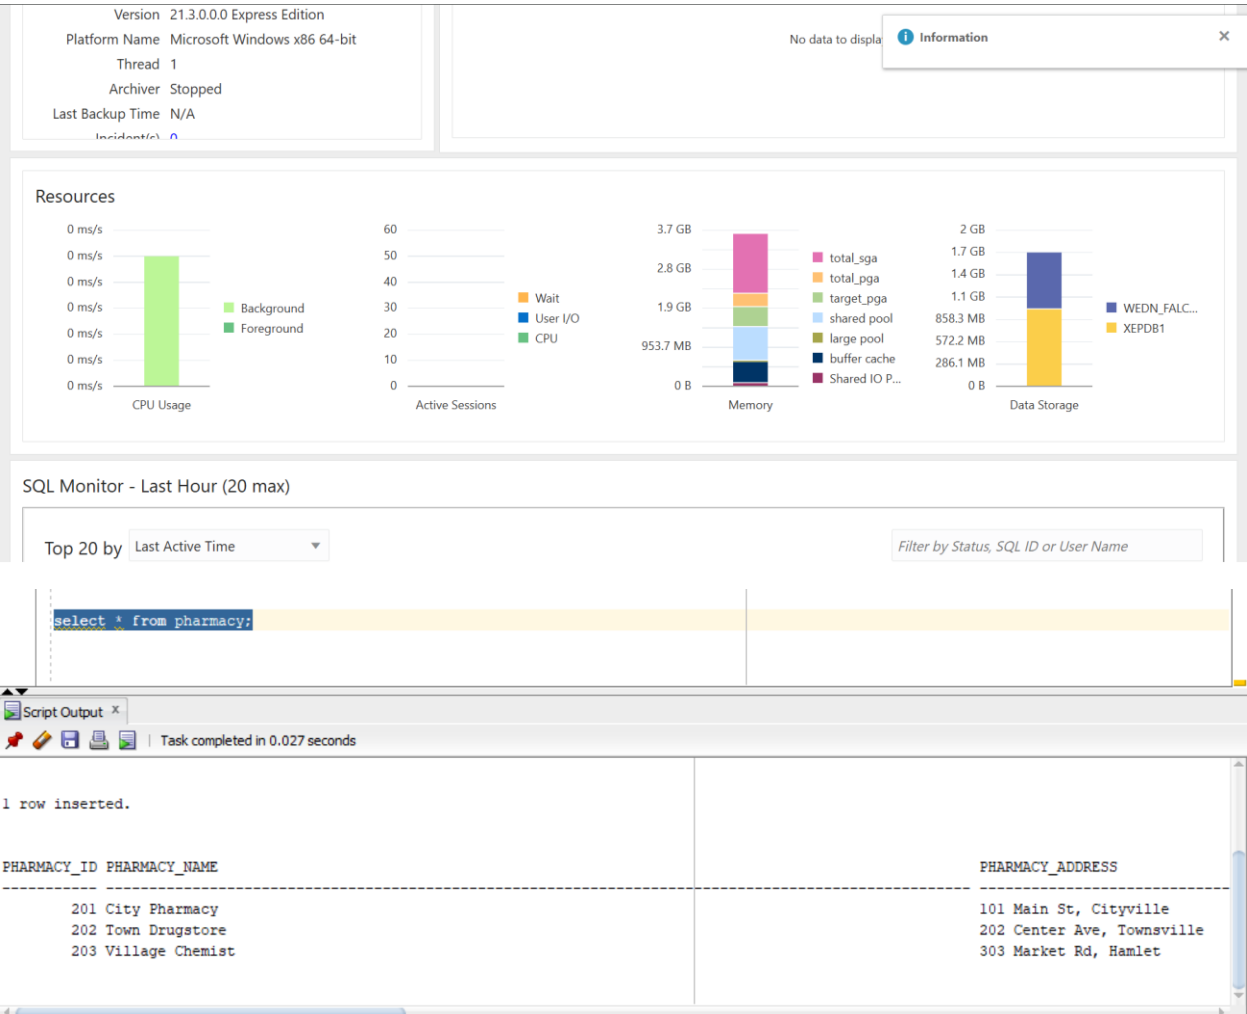 Version 21.3.0.0.0 Express Edition
Platform Name Microsoft Windows x86 64-bit
Thread 1
Archiver Stopped
Last Backup Time N/A
Incident(s) 0
No data to displa
Information ×
Resources
0 ms/s
0 ms/s
0 ms/s
0 ms/s
0 ms/s
0 ms/s
0 ms/s
Background
Foreground
CPU Usage
60
50
40
30
20
10
0
Wait
User I/O
CPU
Active Sessions
3.7 GB
2.8 GB
1.9 GB
953.7 MB
0 B
total_sga
total_pga
target_pga
shared pool
large pool
buffer cache
Shared IO P...
Memory
2 GB
1.7 GB
1.4 GB
1.1 GB
858.3 MB
572.2 MB
286.1 MB
0 B
WEDN_FALC...
XEPDB1
Data Storage
SQL Monitor - Last Hour (20 max)
Top 20 by Last Active Time
Filter by Status, SQL ID or User Name
select * from pharmacy;
Script Output x
Task completed in 0.027 seconds
1 row inserted.
PHARMACY_ID PHARMACY_NAME PHARMACY_ADDRESS
201 City Pharmacy 101 Main St, Cityville
202 Town Drugstore 202 Center Ave, Townsville
203 Village Chemist 303 Market Rd, Hamlet